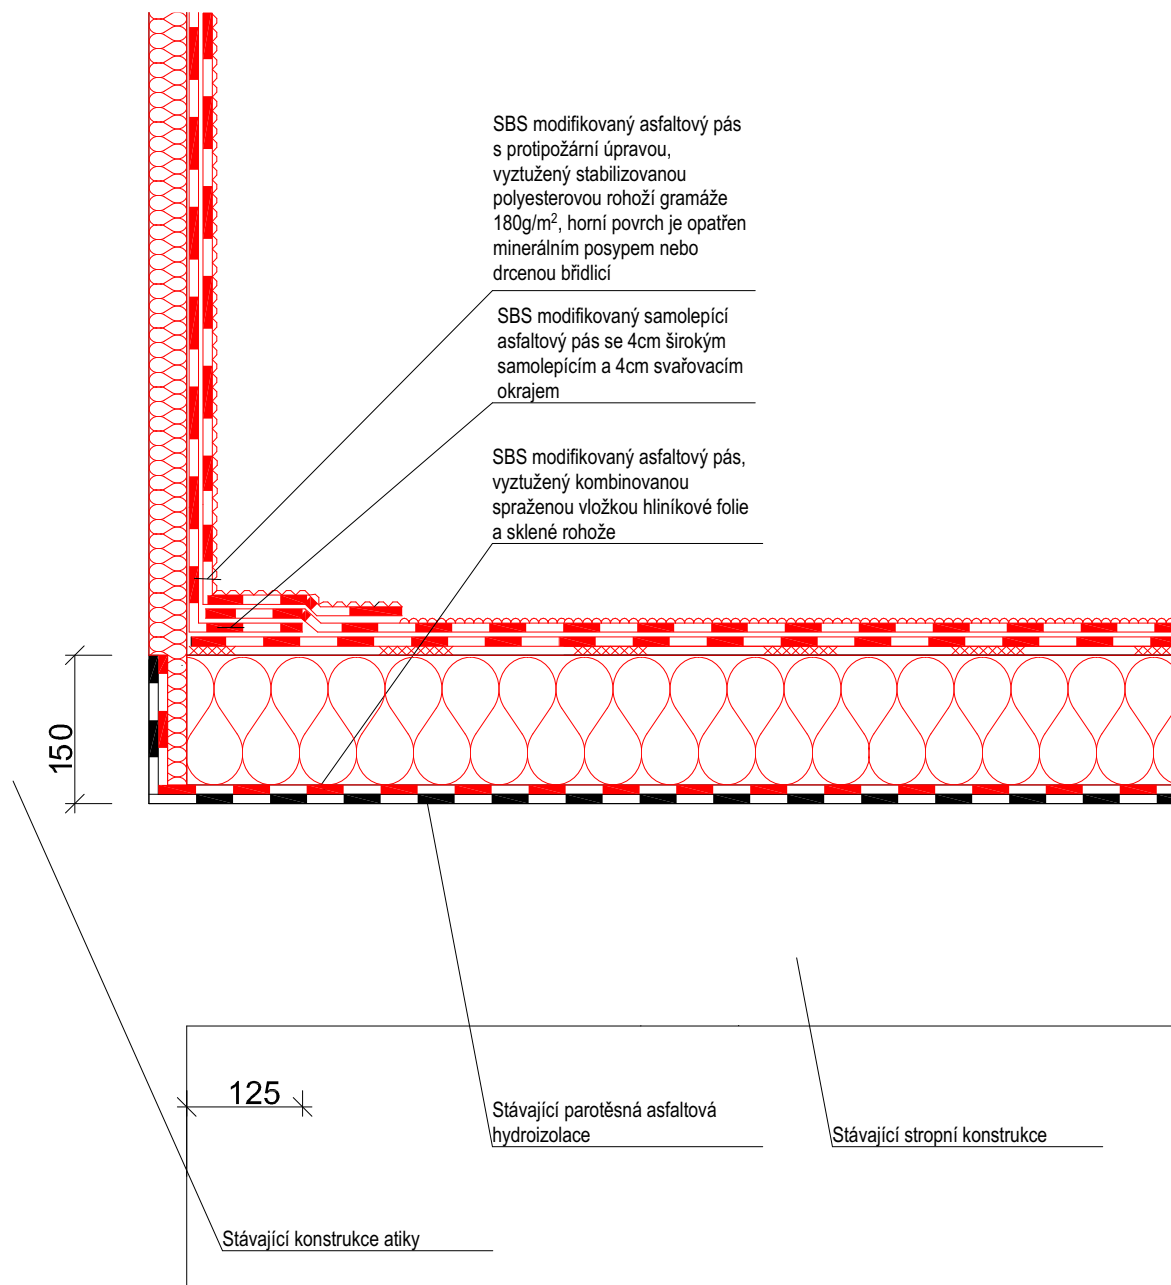 SBS modifikovaný asfaltový pás
s protipožární úpravou,
vyztužený stabilizovanou
polyesterovou rohoží gramáže
180g/m², horní povrch je opatřen
minerálním posypem nebo
drcenou břidlicí
SBS modifikovaný samolepící
asfaltový pás se 4cm širokým
samolepícím a 4cm svařovacím
okrajem
SBS modifikovaný asfaltový pás,
vyztužený kombinovanou
spraženou vložkou hliníkové folie
a sklené rohože
150
125
Stávající parotěsná asfaltová
hydroizolace
Stávající stropní konstrukce
Stávající konstrukce atiky